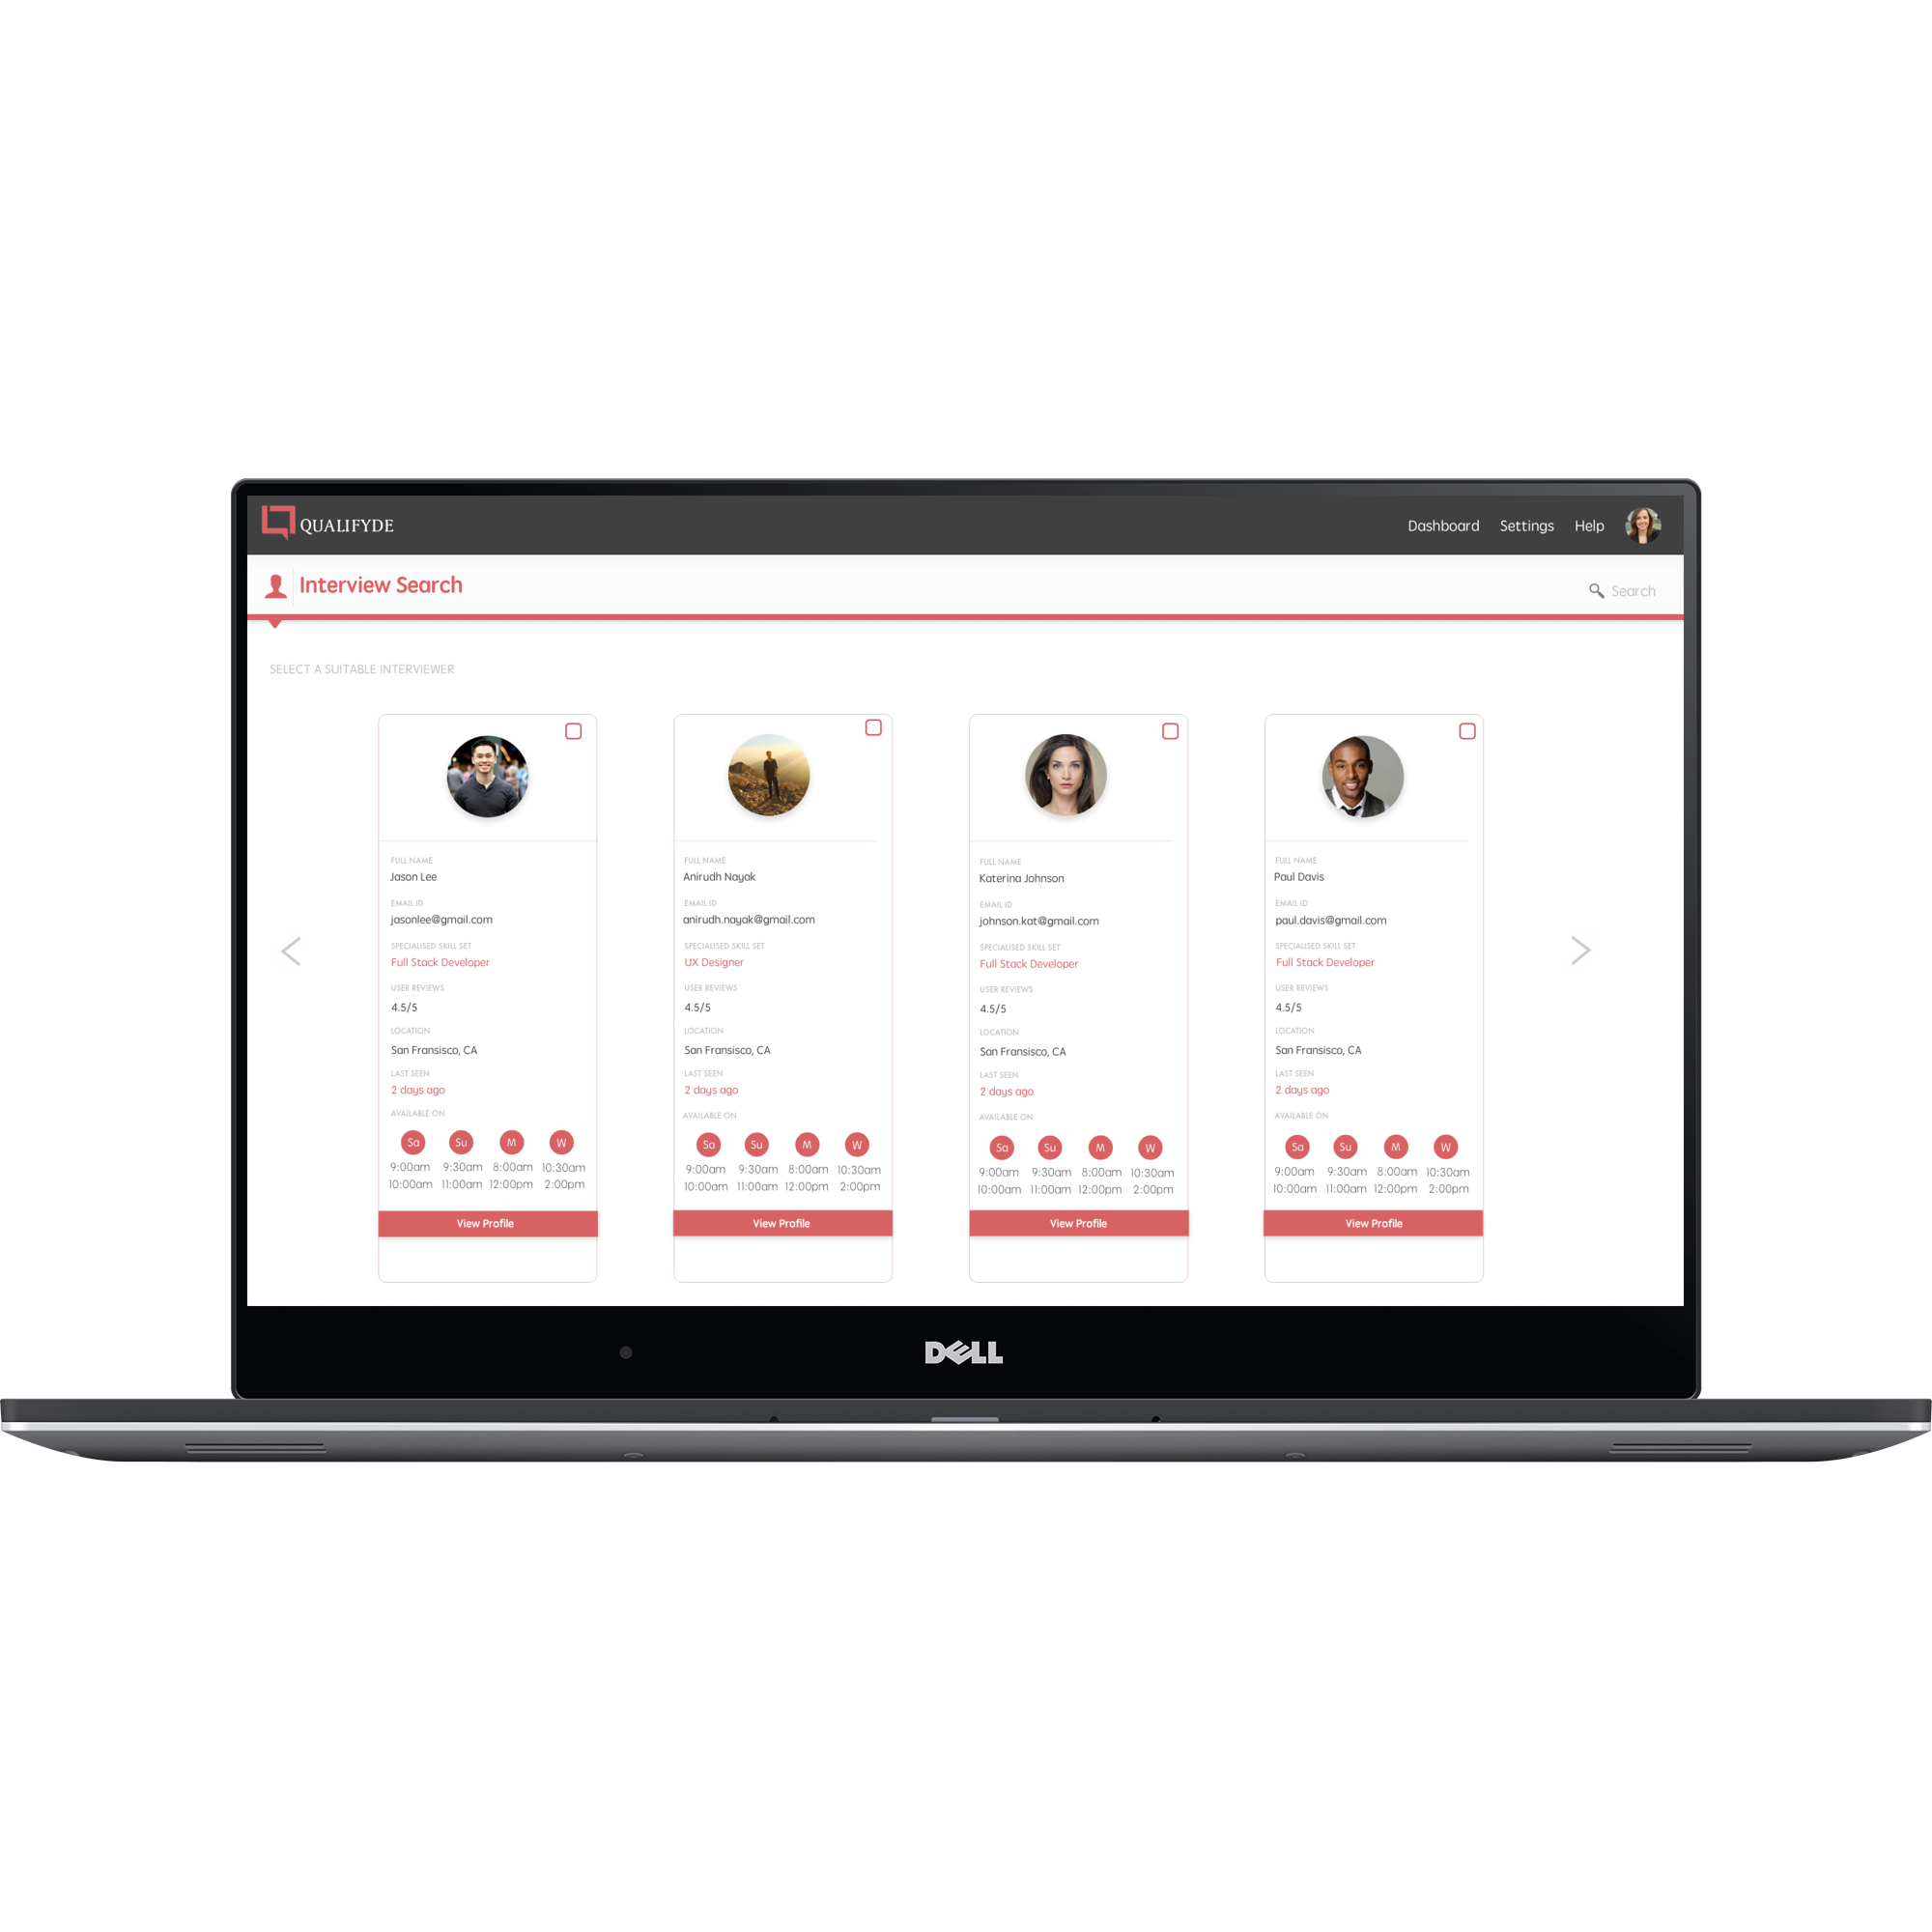 QUALIFYDE
Dashboard Settings Help
Interview Search
Search
SELECT A SUITABLE INTERVIEWER
FULL NAME
Jason Lee
EMAIL ID
jasonlee@gmail.com
SPECIALISED SKILL SET
Full Stack Developer
USER REVIEWS
4.5/5
LOCATION
San Fransisco, CA
LAST SEEN
2 days ago
AVAILABLE ON
Sa Su M W
9:00am 9:30am 8:00am 10:30am
10:00am 11:00am 12:00pm 2:00pm
View Profile
FULL NAME
Anirudh Nayak
EMAIL ID
anirudh.nayak@gmail.com
SPECIALISED SKILL SET
UX Designer
USER REVIEWS
4.5/5
LOCATION
San Fransisco, CA
LAST SEEN
2 days ago
AVAILABLE ON
Sa Su M W
9:00am 9:30am 8:00am 10:30am
10:00am 11:00am 12:00pm 2:00pm
View Profile
FULL NAME
Katerina Johnson
EMAIL ID
johnson.kat@gmail.com
SPECIALISED SKILL SET
Full Stack Developer
USER REVIEWS
4.5/5
LOCATION
San Fransisco, CA
LAST SEEN
2 days ago
AVAILABLE ON
Sa Su M W
9:00am 9:30am 8:00am 10:30am
10:00am 11:00am 12:00pm 2:00pm
View Profile
FULL NAME
Paul Davis
EMAIL ID
paul.davis@gmail.com
SPECIALISED SKILL SET
Full Stack Developer
USER REVIEWS
4.5/5
LOCATION
San Fransisco, CA
LAST SEEN
2 days ago
AVAILABLE ON
Sa Su M W
9:00am 9:30am 8:00am 10:30am
10:00am 11:00am 12:00pm 2:00pm
View Profile
DELL